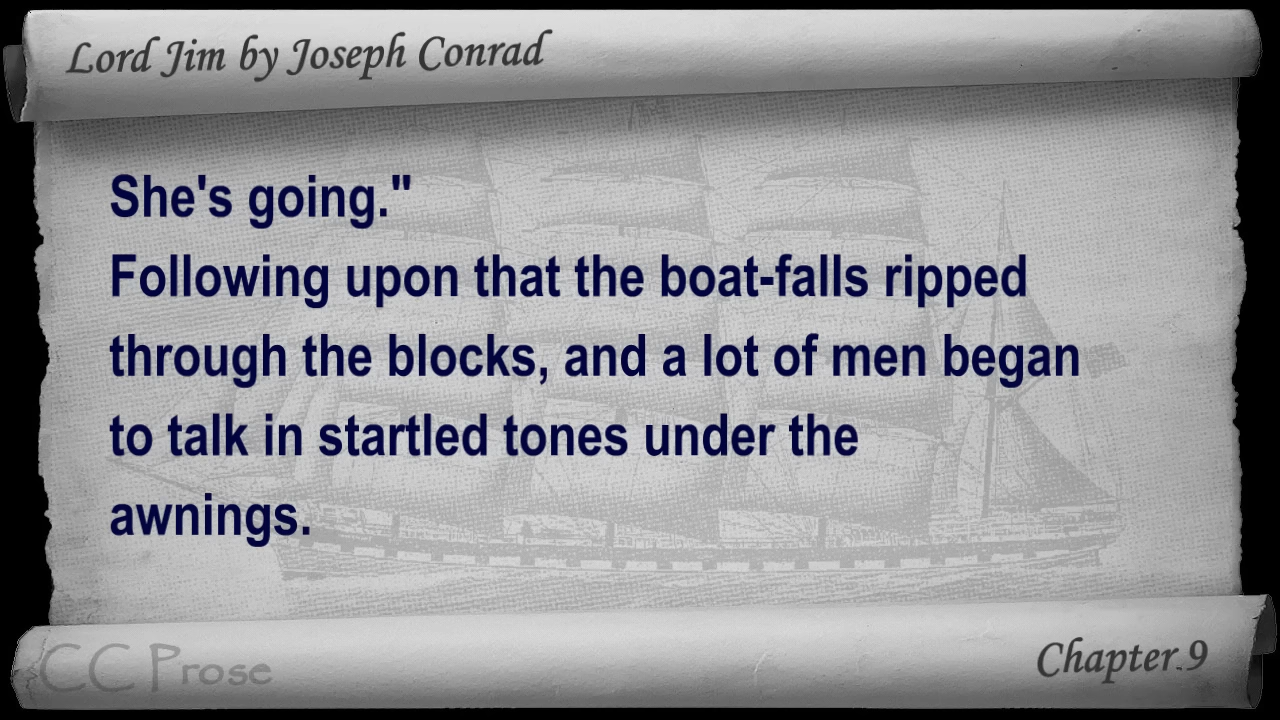 Lord Jim by Joseph Conrad
She's going."
Following upon that the boat-falls ripped
through the blocks, and a lot of men began
to talk in startled tones under the
awnings.
CC Prose
Chapter 9